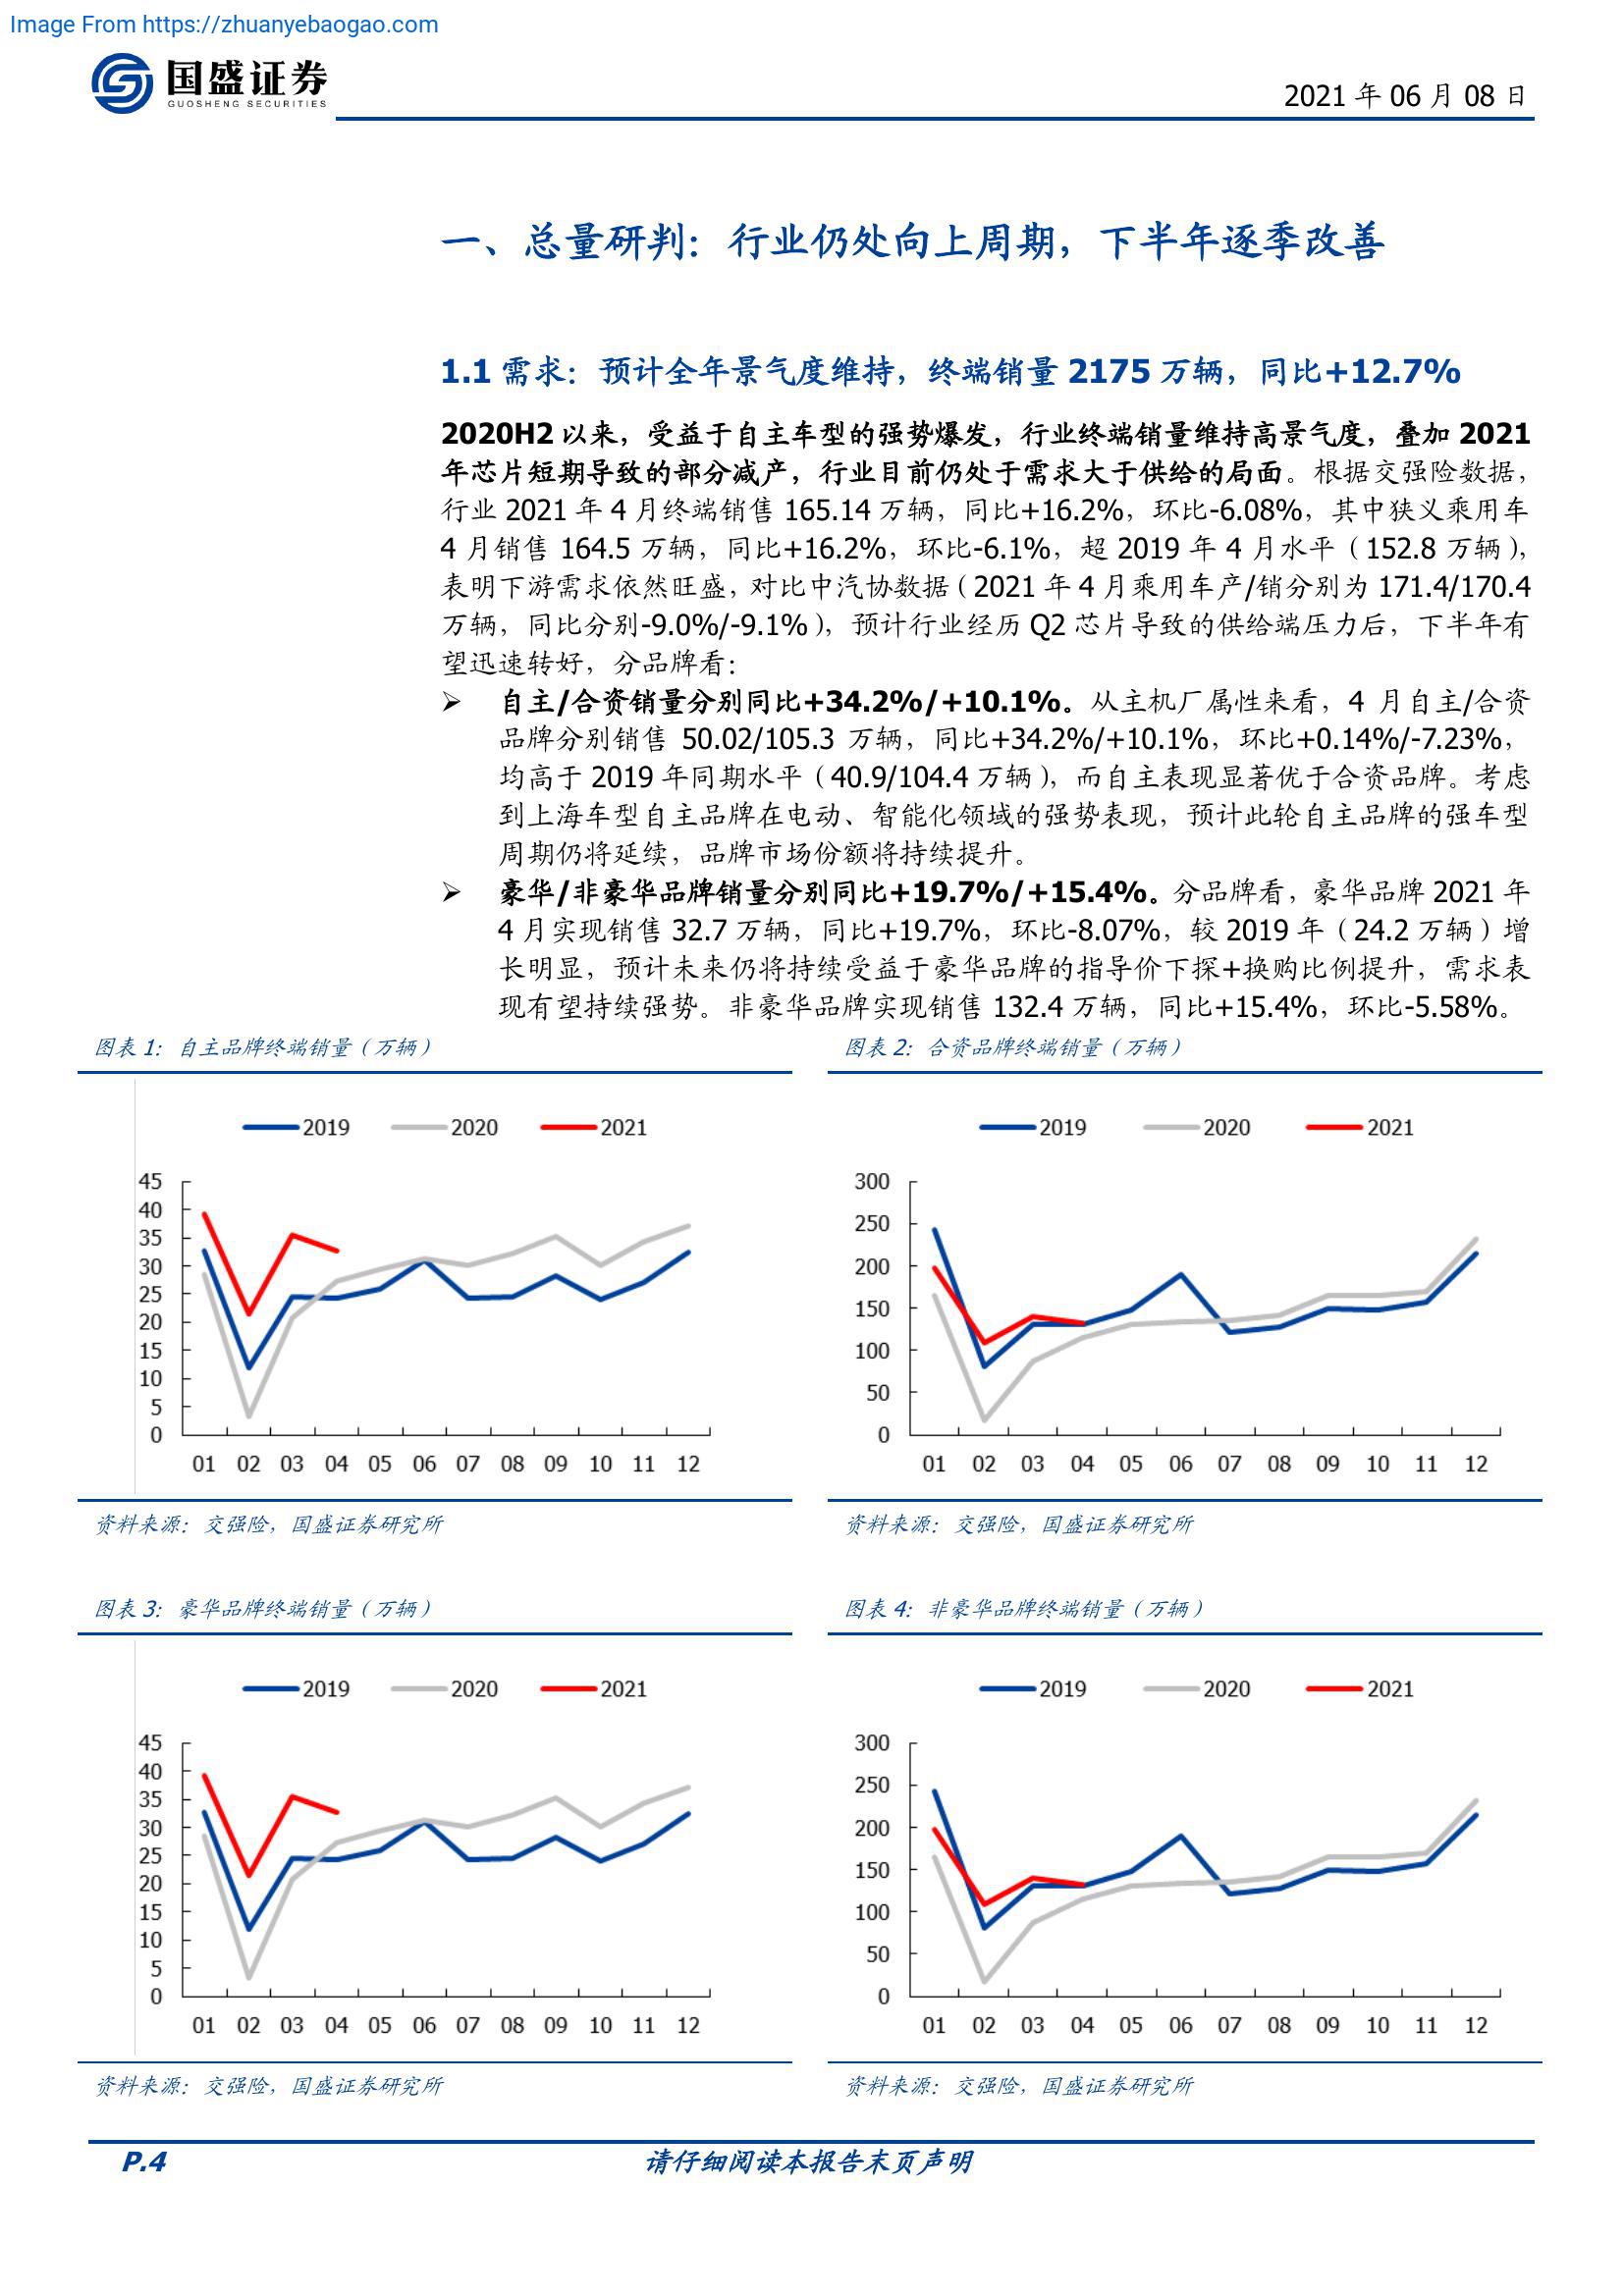 Image From https://zhuanyebaogao.com
国盛证券
GUOSHENG SECURITIES
2021 年 06 月 08 日
一、总量研判：行业仍处向上周期，下半年逐季改善
1.1 需求：预计全年景气度维持，终端销量 2175 万辆，同比+12.7%
2020H2 以来，受益于自主车型的强势爆发，行业终端销量维持高景气度，叠加 2021
年芯片短期导致的部分减产，行业目前仍处于需求大于供给的局面。根据交强险数据，
行业 2021 年 4 月终端销售 165.14 万辆，同比+16.2%，环比-6.08%，其中狭义乘用车
4 月销售 164.5 万辆，同比+16.2%，环比-6.1%，超 2019 年 4 月水平（152.8 万辆），
表明下游需求依然旺盛，对比中汽协数据（2021 年 4 月乘用车产/销分别为 171.4/170.4
万辆，同比分别-9.0%/-9.1%），预计行业经历 Q2 芯片导致的供给端压力后，下半年有
望迅速转好，分品牌看：
➢ 自主/合资销量分别同比+34.2%/+10.1%。从主机厂属性来看，4 月自主/合资
品牌分别销售 50.02/105.3 万辆，同比+34.2%/+10.1%，环比+0.14%/-7.23%，
均高于 2019 年同期水平（40.9/104.4 万辆），而自主表现显著优于合资品牌。考虑
到上海车型自主品牌在电动、智能化领域的强势表现，预计此轮自主品牌的强车型
周期仍将延续，品牌市场份额将持续提升。
➢ 豪华/非豪华品牌销量分别同比+19.7%/+15.4%。分品牌看，豪华品牌 2021 年
4 月实现销售 32.7 万辆，同比+19.7%，环比-8.07%，较 2019 年（24.2 万辆）增
长明显，预计未来仍将持续受益于豪华品牌的指导价下探+换购比例提升，需求表
现有望持续强势。非豪华品牌实现销售 132.4 万辆，同比+15.4%，环比-5.58%。
图表 1：自主品牌终端销量（万辆）
2019 2020 2021
45
40
35
30
25
20
15
10
5
0
01 02 03 04 05 06 07 08 09 10 11 12
资料来源：交强险，国盛证券研究所
图表 2：合资品牌终端销量（万辆）
2019 2020 2021
300
250
200
150
100
50
0
01 02 03 04 05 06 07 08 09 10 11 12
资料来源：交强险，国盛证券研究所
图表 3：豪华品牌终端销量（万辆）
2019 2020 2021
45
40
35
30
25
20
15
10
5
0
01 02 03 04 05 06 07 08 09 10 11 12
资料来源：交强险，国盛证券研究所
图表 4：非豪华品牌终端销量（万辆）
2019 2020 2021
300
250
200
150
100
50
0
01 02 03 04 05 06 07 08 09 10 11 12
资料来源：交强险，国盛证券研究所
P.4
请仔细阅读本报告末页声明